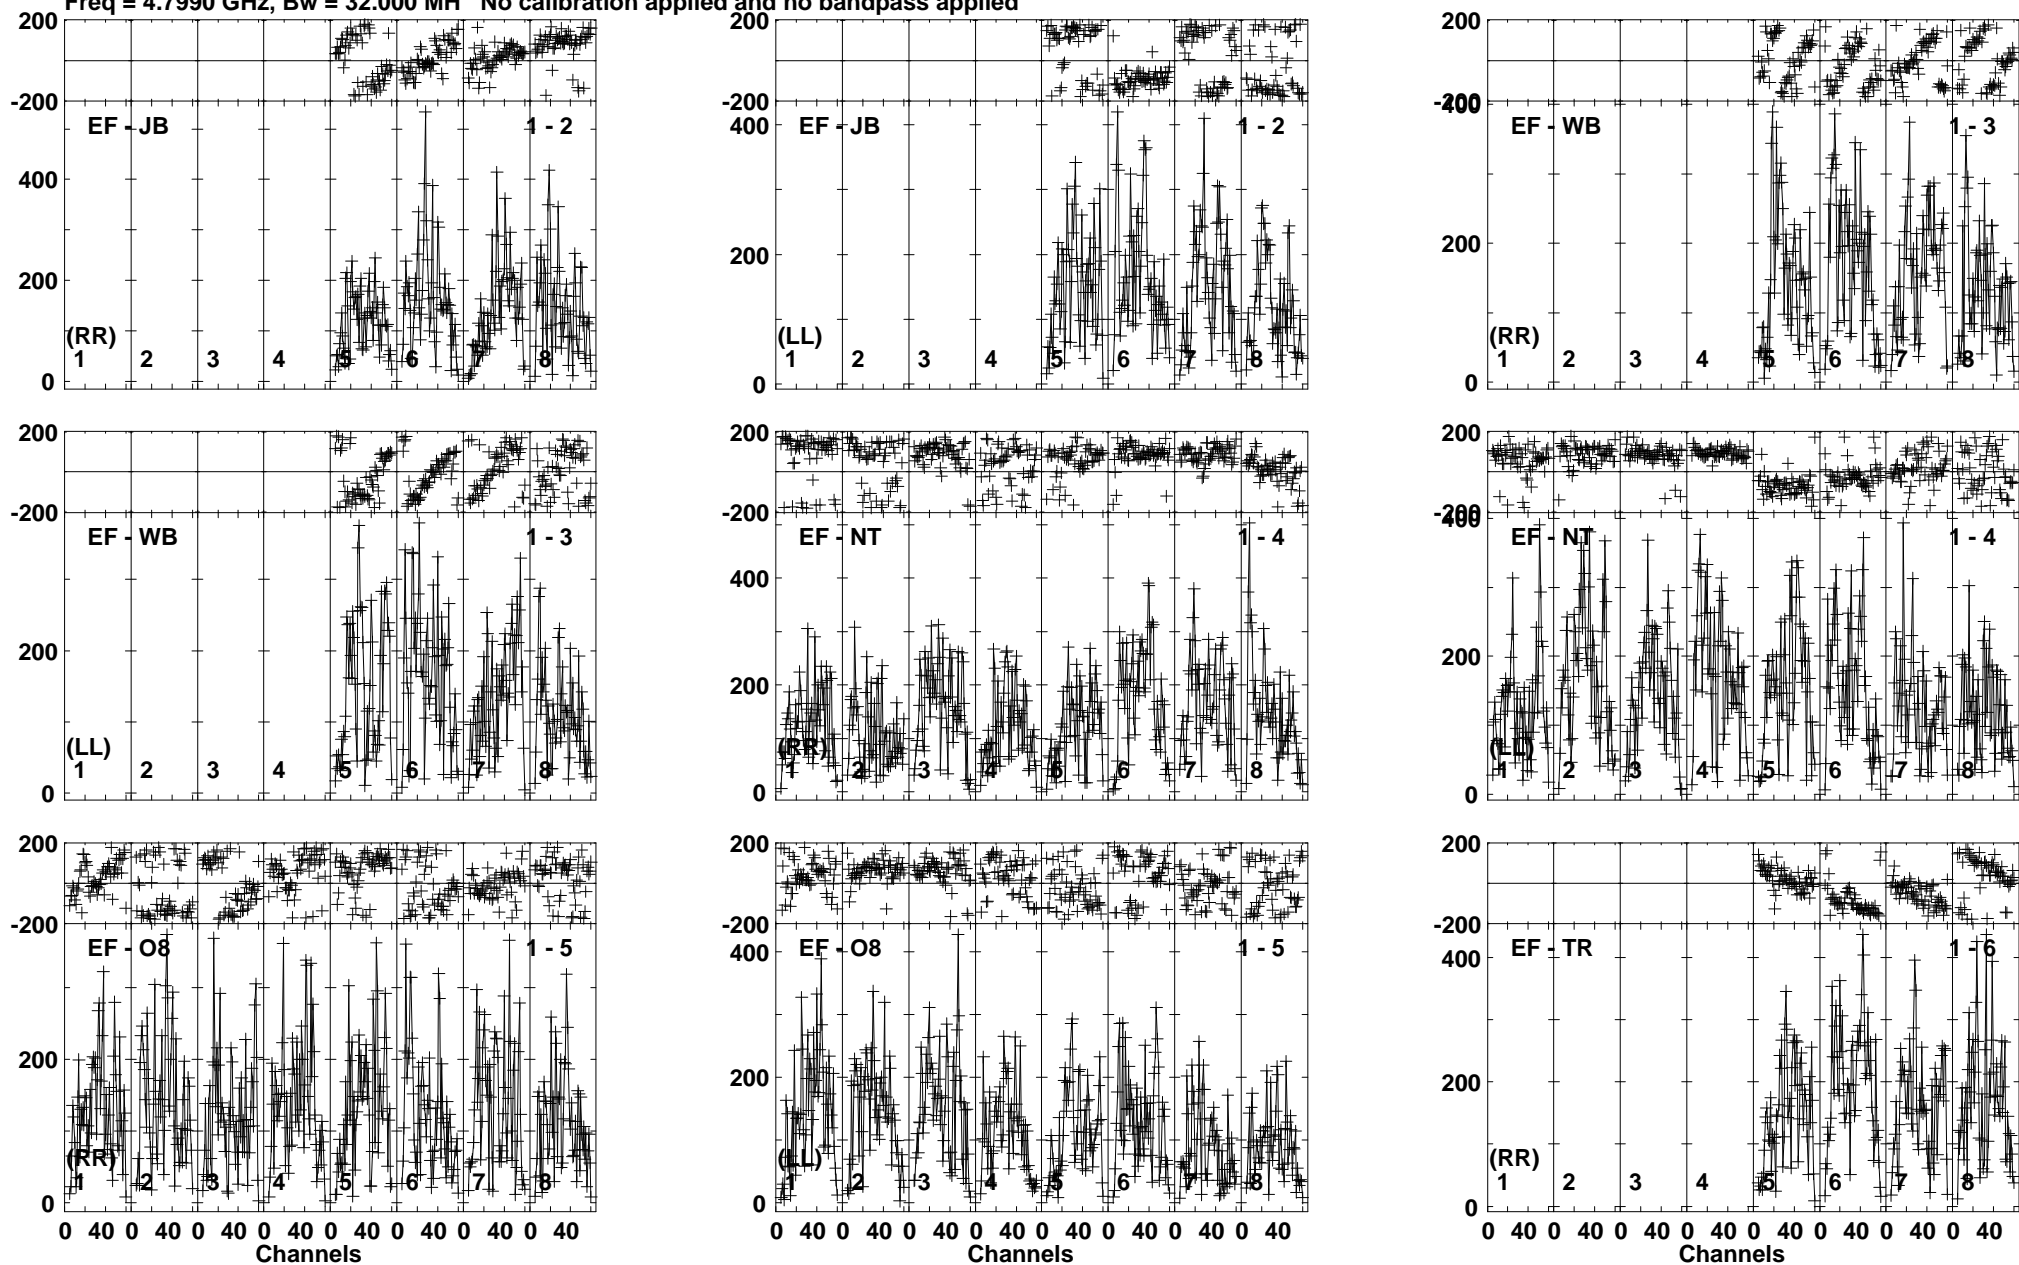 Freq = 4.7990 GHz, Bw = 32.000 MH No calibration applied and no bandpass applied
200 200 200
-200 -200 -200
EF - JB 1 - 2 EF - JB 1 - 2 EF - WB 1 - 3
400 400 400
200 200 200
(RR) (LL) (RR)
1 2 3 4 5 6 7 8 1 2 3 4 5 6 7 8 1 2 3 4 5 6 7 8
0 0 0
200 200 200
-200 -200 -200
EF - WB 1 - 3 EF - NT 1 - 4 EF - NT 1 - 4
400 400
200 200 200
(LL) (RR) (LL)
1 2 3 4 5 6 7 8 1 2 3 4 5 6 7 8 1 2 3 4 5 6 7 8
0 0 0
200 200 200
-200 -200 -200
EF - O8 1 - 5 EF - O8 1 - 5 EF - TR 1 - 6
400 400
200 200 200
(RR) (LL) (RR)
1 2 3 4 5 6 7 8 1 2 3 4 5 6 7 8 1 2 3 4 5 6 7 8
0 0 0
0 40 0 40 0 40 0 40 0 40 0 40 0 40 0 40 0 40 0 40 0 40 0 40 0 40 0 40 0 40 0 40 0 40 0 40 0 40 0 40 0 40 0 40 0 40 0 40
Channels Channels Channels